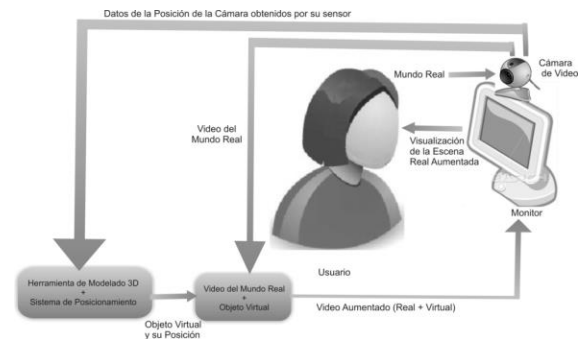 Datos de la Posición de la Cámara obtenidos por su sensor
Cámara
de Video
Mundo Real
Video del
Mundo Real
Visualización
de la Escena
Real Aumentada
Monitor
Usuario
Herramienta de Modelado 3D
+
Sistema de Posicionamiento
Video del Mundo Real
+
Objeto Virtual
Objeto Virtual
y su Posición
Video Aumentado (Real + Virtual)